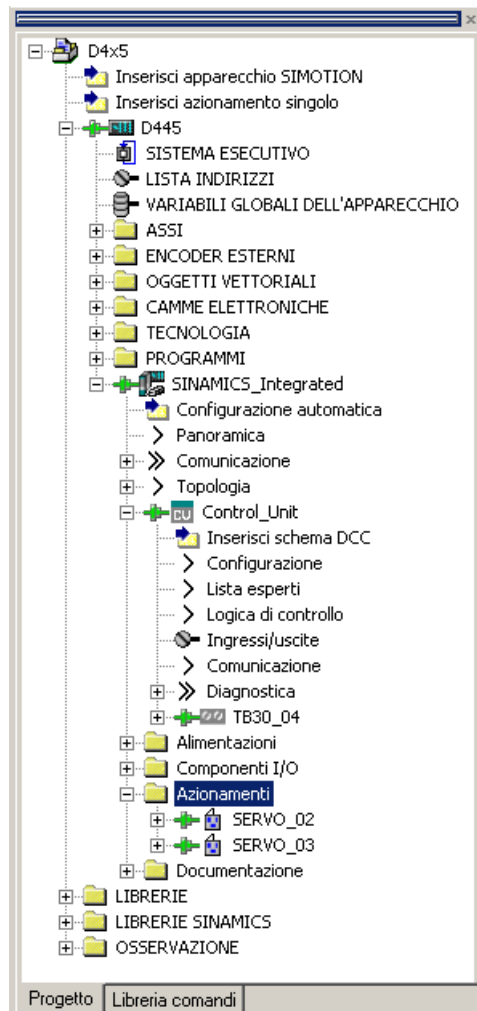 D4x5
Inserisci apparecchio SIMOTION
Inserisci azionamento singolo
D445
SISTEMA ESECUTIVO
LISTA INDIRIZZI
VARIABILI GLOBALI DELL'APPARECCHIO
ASSI
ENCODER ESTERNI
OGGETTI VETTORIALI
CAMME ELETTRONICHE
TECNOLOGIA
PROGRAMMI
SINAMICS_Integrated
Configurazione automatica
Panoramica
Comunicazione
Topologia
CU Control_Unit
Inserisci schema DCC
Configurazione
Lista esperti
Logica di controllo
Ingressi/uscite
Comunicazione
Diagnostica
TB30_04
Alimentazioni
Componenti I/O
Azionamenti
SERVO_02
SERVO_03
Documentazione
LIBRERIE
LIBRERIE SINAMICS
OSSERVAZIONE
Progetto Libreria comandi